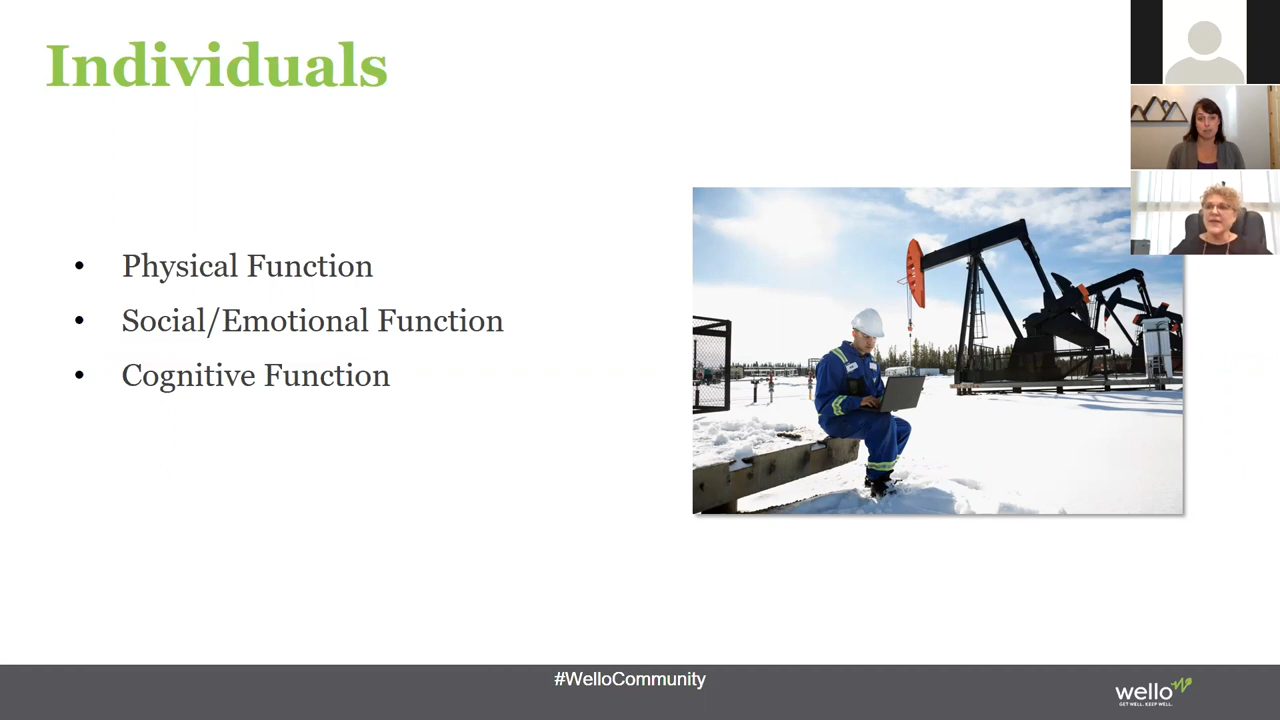 Individuals
• Physical Function
• Social/Emotional Function
• Cognitive Function
#WelloCommunity
wello
GET WELL. KEEP WELL.